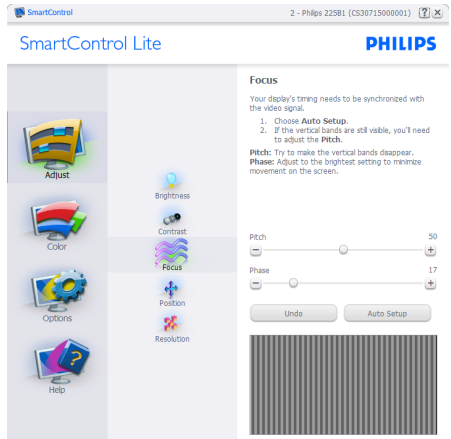 SmartControl
2 - Philips 225B1 (CS30715000001)
? ×
SmartControl Lite
PHILIPS
Adjust
Color
Options
Help
Brightness
Contrast
Focus
Position
Resolution
Focus
Your display's timing needs to be synchronized with
the video signal.
1. Choose Auto Setup.
2. If the vertical bands are still visible, you'll need
to adjust the Pitch.
Pitch: Try to make the vertical bands disappear.
Phase: Adjust to the brightest setting to minimize
movement on the screen.
Pitch 50
− +
Phase 17
− +
Undo Auto Setup